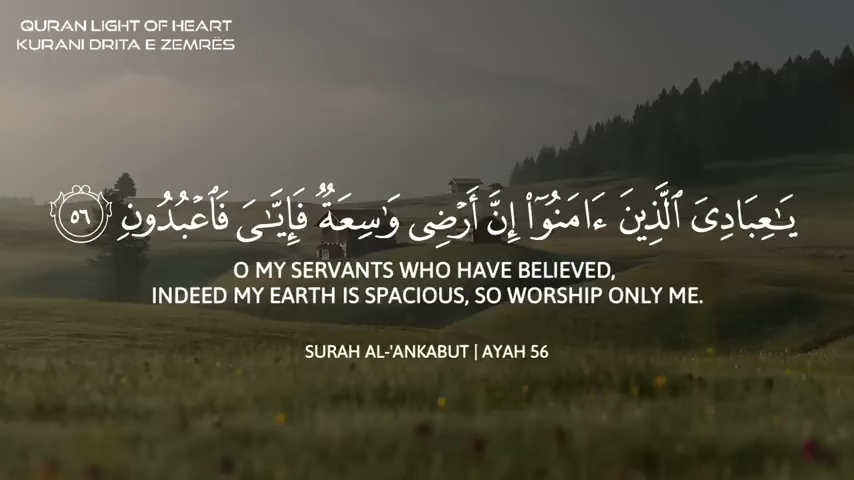 QURAN LIGHT OF HEART
KURANI DRITA E ZEMRËS
يَـٰعِبَادِىَ ٱلَّذِينَ ءَامَنُوٓا۟ إِنَّ أَرْضِى وَٰسِعَةٌ فَإِيَّـٰىَ فَٱعْبُدُونِ ٥٦
O MY SERVANTS WHO HAVE BELIEVED,
INDEED MY EARTH IS SPACIOUS, SO WORSHIP ONLY ME.
SURAH AL-'ANKABUT | AYAH 56